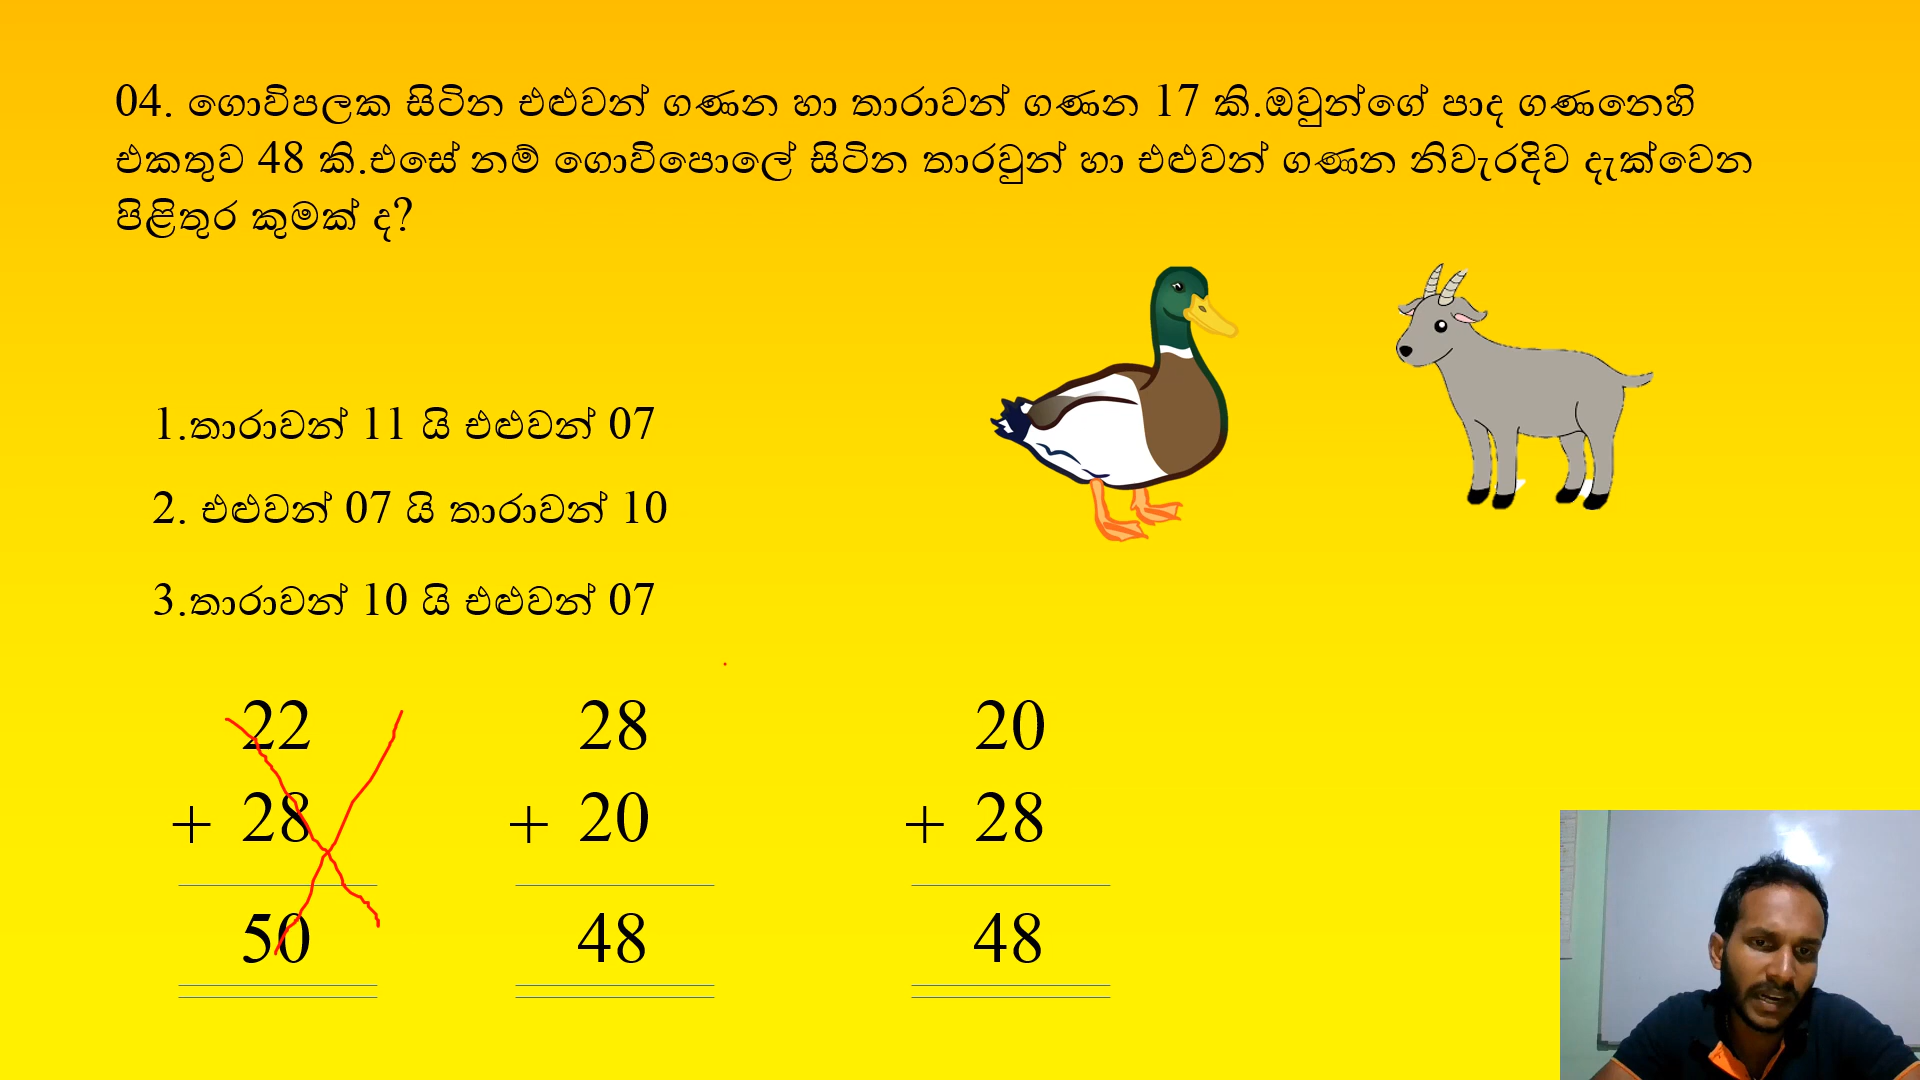 04. ගොවිපලක සිටින එළුවන් ගණන හා තාරාවන් ගණන 17 කි.ඔවුන්ගේ පාද ගණනෙහි
එකතුව 48 කි.එසේ නම් ගොවිපොලේ සිටින තාරවුන් හා එළුවන් ගණන නිවැරදිව දැක්වෙන
පිළිතුර කුමක් ද?
1.තාරාවන් 11 යි එළුවන් 07
2. එළුවන් 07 යි තාරාවන් 10
3.තාරාවන් 10 යි එළුවන් 07
22 28 20
+ 28 + 20 + 28
50 48 48